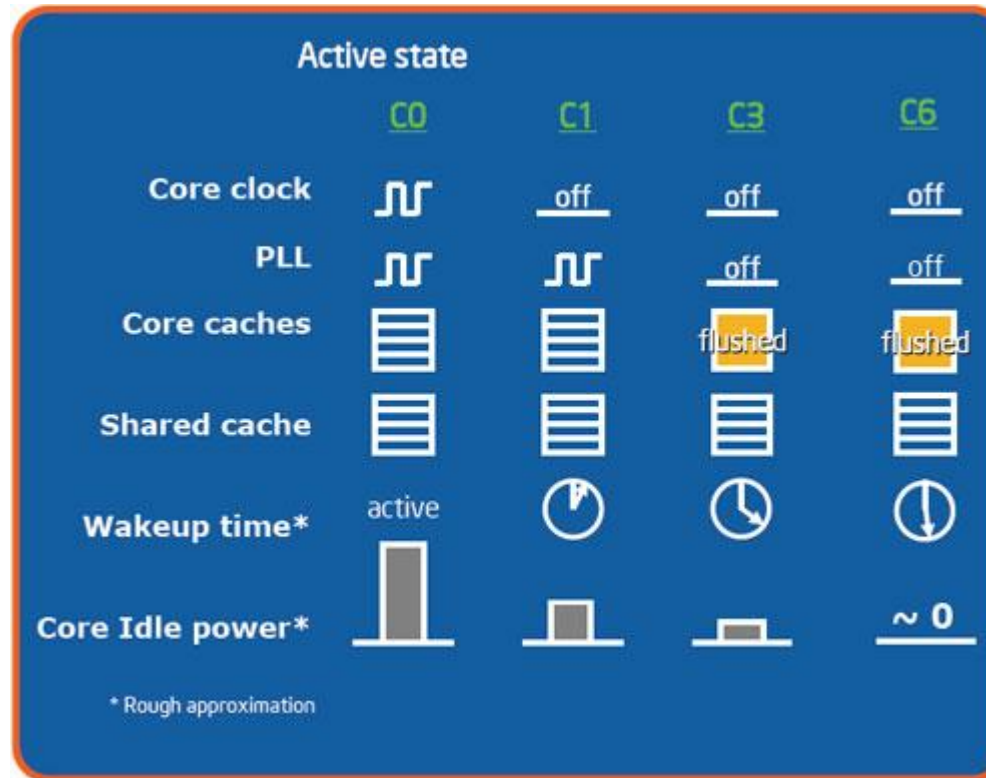 Active state
C0 C1 C3 C6
Core clock off off off
PLL off off
Core caches flushed flushed
Shared cache
Wakeup time* active
Core Idle power* ~ 0
* Rough approximation